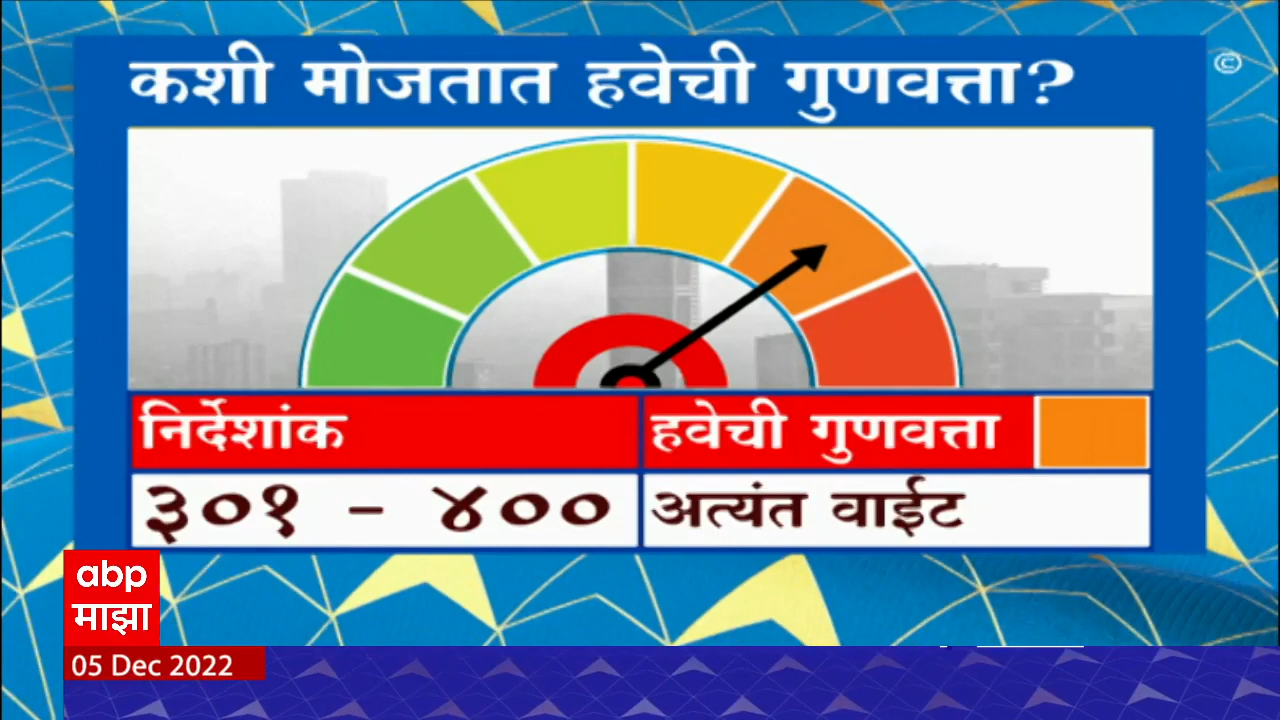 कशी मोजतात हवेची गुणवत्ता?
©
निर्देशांक
हवेची गुणवत्ता
३०१ - ४००
अत्यंत वाईट
abp
माझा
05 Dec 2022